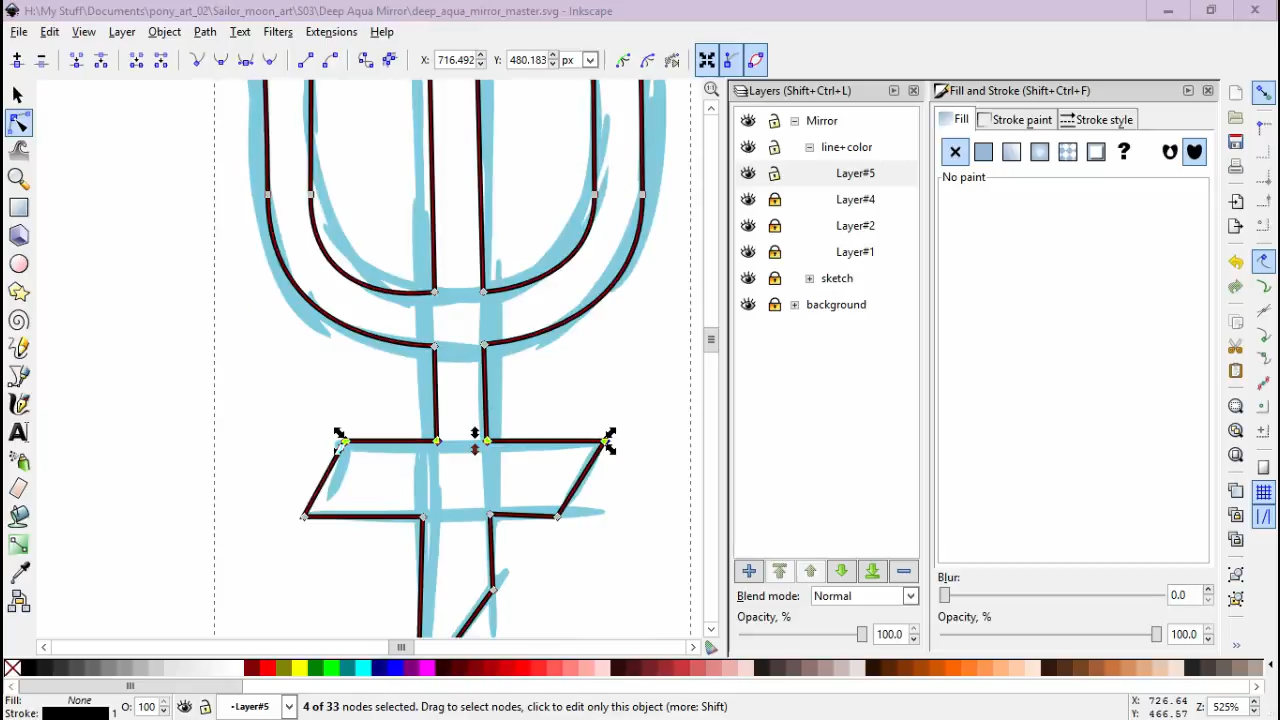 H:\My Stuff\Documents\pony_art_02\Sailor_moon_art\S03\Deep Aqua Mirror\deep_aqua_mirror_master.svg - Inkscape
File Edit View Layer Object Path Text Filters Extensions Help
X: 716.492 Y: 480.183 px
Layers (Shift+Ctrl+L)
Fill and Stroke (Shift+Ctrl+F)
Mirror
line+color
Layer#5
Layer#4
Layer#2
Layer#1
sketch
background
Fill Stroke paint Stroke style
?
No paint
A
Blend mode: Normal
Opacity, %
100.0
Blur:
0.0
Opacity, %
100.0
Fill: None
Stroke: 1
O: 100
•Layer#5
4 of 33 nodes selected. Drag to select nodes, click to edit only this object (more: Shift)
X: 726.64
Y: 466.57
Z: 525%